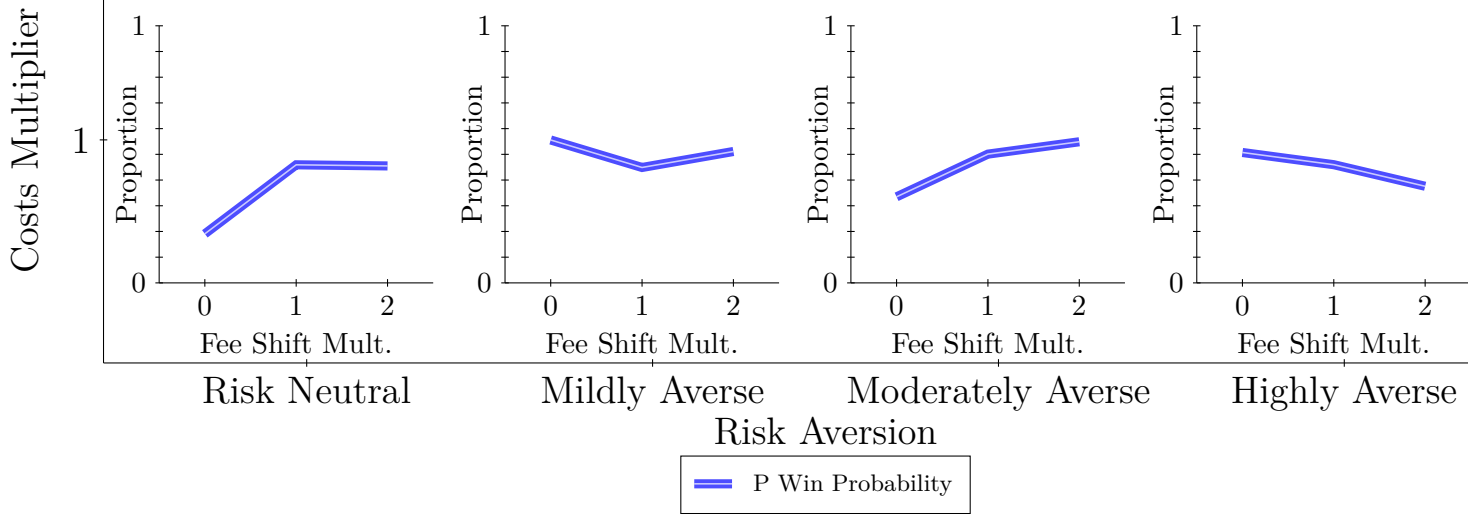 Costs Multiplier
1
1
Proportion
0
0 1 2
Fee Shift Mult.
1
Proportion
0
0 1 2
Fee Shift Mult.
1
Proportion
0
0 1 2
Fee Shift Mult.
1
Proportion
0
0 1 2
Fee Shift Mult.
Risk Neutral
Mildly Averse
Moderately Averse
Highly Averse
Risk Aversion
P Win Probability